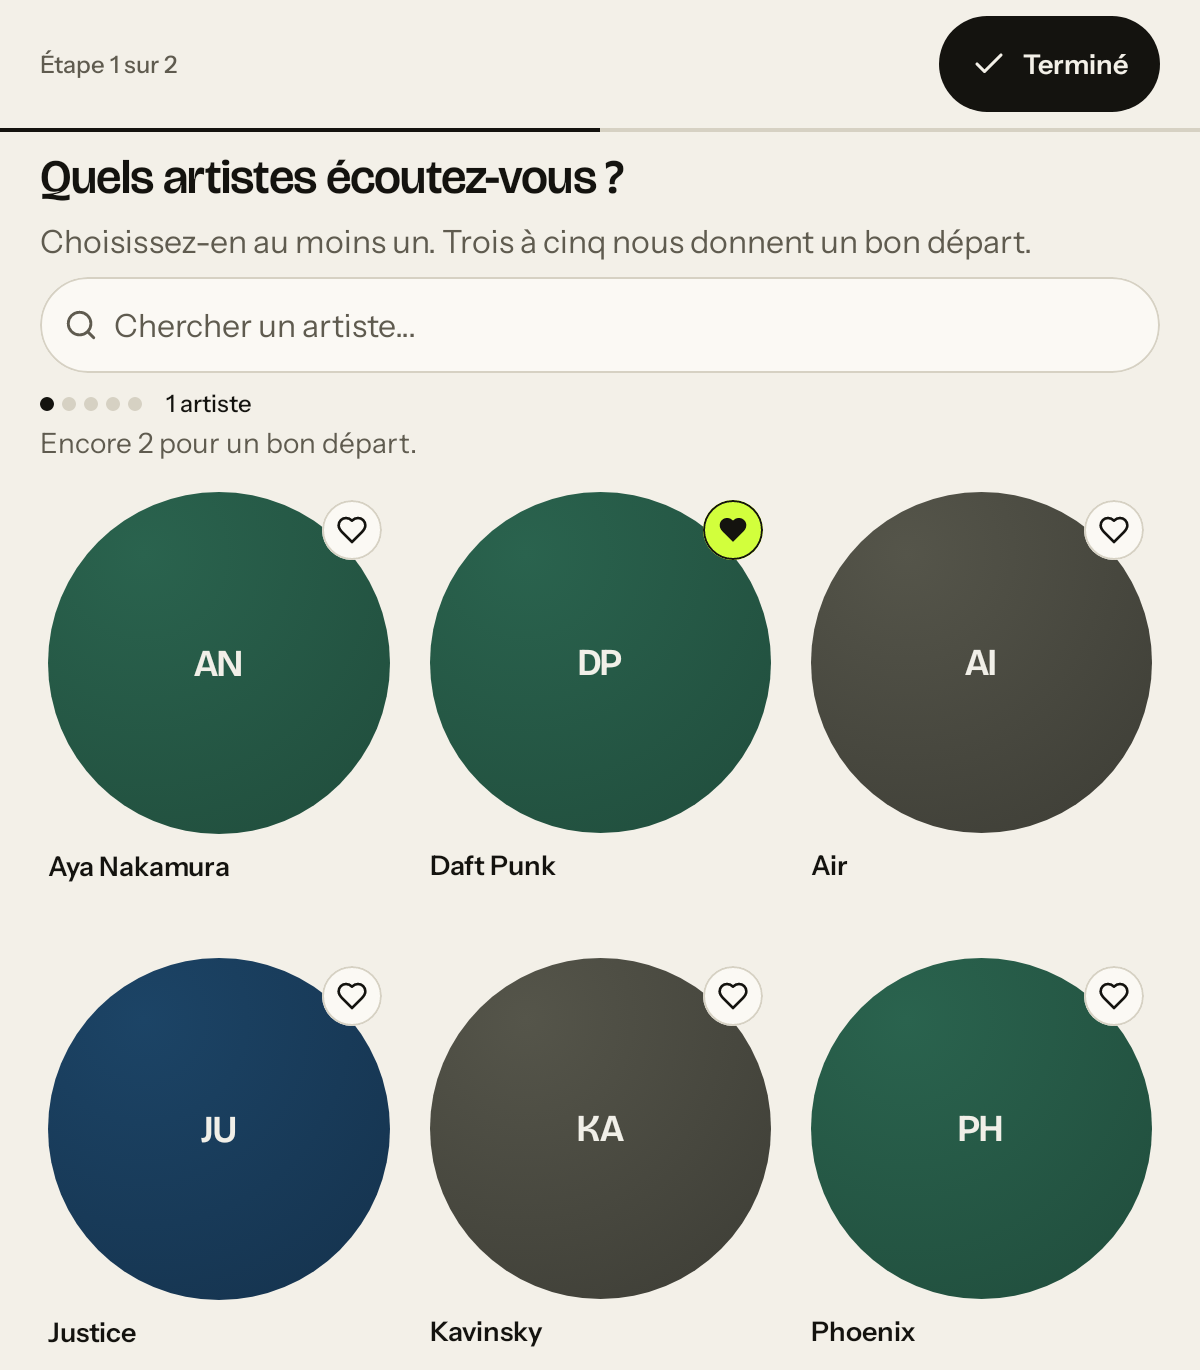 Étape 1 sur 2
Terminé
Quels artistes écoutez-vous ?
Choisissez-en au moins un. Trois à cinq nous donnent un bon départ.
Chercher un artiste...
1 artiste
Encore 2 pour un bon départ.
AN
DP
AI
Aya Nakamura
Daft Punk
Air
JU
KA
PH
Justice
Kavinsky
Phoenix